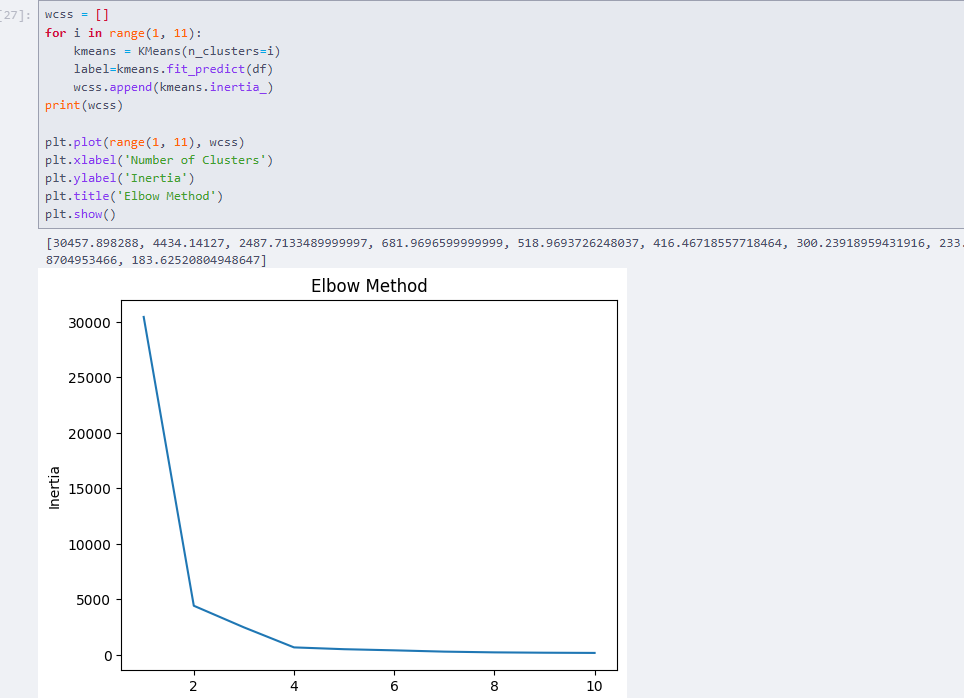 [27]:
wcss = []
for i in range(1, 11):
    kmeans = KMeans(n_clusters=i)
    label=kmeans.fit_predict(df)
    wcss.append(kmeans.inertia_)
print(wcss)
plt.plot(range(1, 11), wcss)
plt.xlabel('Number of Clusters')
plt.ylabel('Inertia')
plt.title('Elbow Method')
plt.show()
[30457.898288, 4434.14127, 2487.7133489999997, 681.9696599999999, 518.9693726248037, 416.46718557718464, 300.23918959431916, 233.
8704953466, 183.62520804948647]
Elbow Method
30000
25000
20000
15000
10000
5000
0
Inertia
2 4 6 8 10